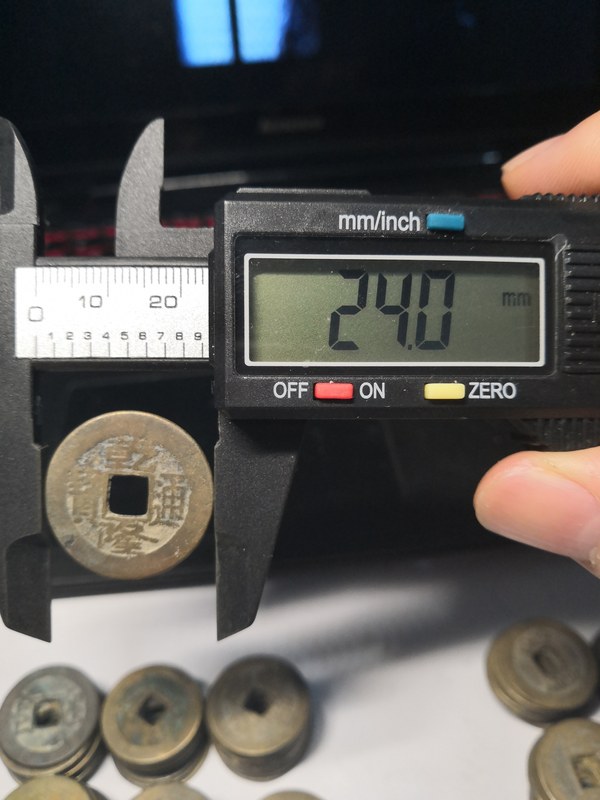 mm/inch
24.0 mm
0 10 20
1 2 3 4 5 6 7 8 9
OFF ON ZERO
乾
寶 通
隆